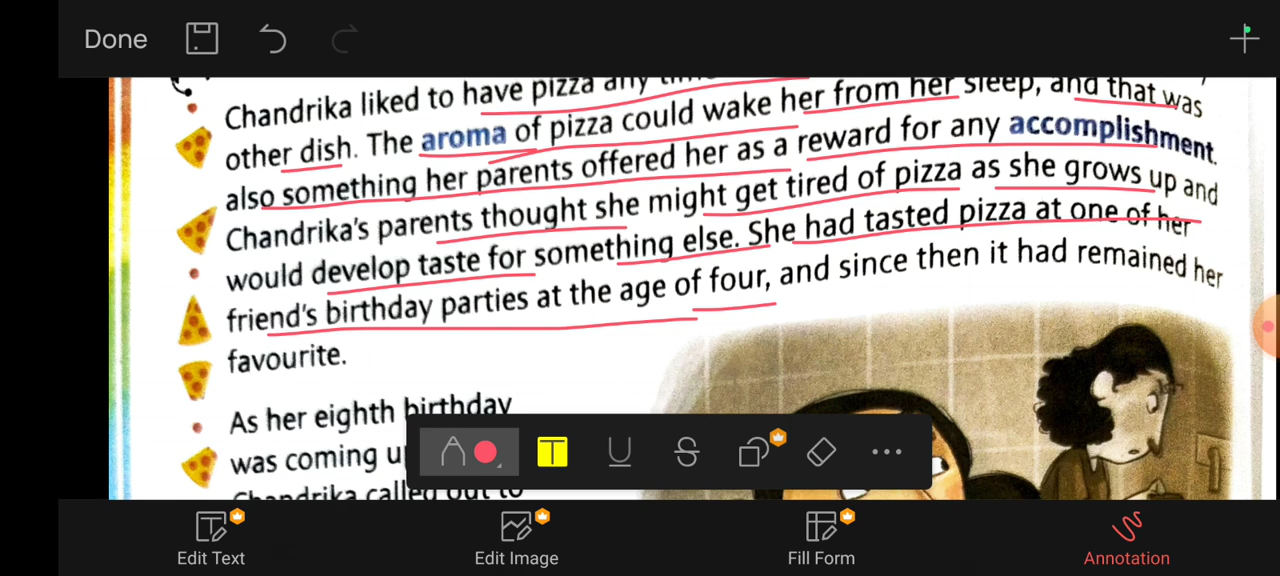 Done
Chandrika liked to have pizza any
other dish. The aroma of pizza could wake her from her sleep, and that was
also something her parents offered her as a reward for any accomplishment.
Chandrika's parents thought she might get tired of pizza as she grows up and
would develop taste for something else. She had tasted pizza at one of her
friend's birthday parties at the age of four, and since then it had remained her
favourite.
As her eighth birthday
was coming
Chandrika called out to
T
U
S
Edit Text
Edit Image
Fill Form
Annotation